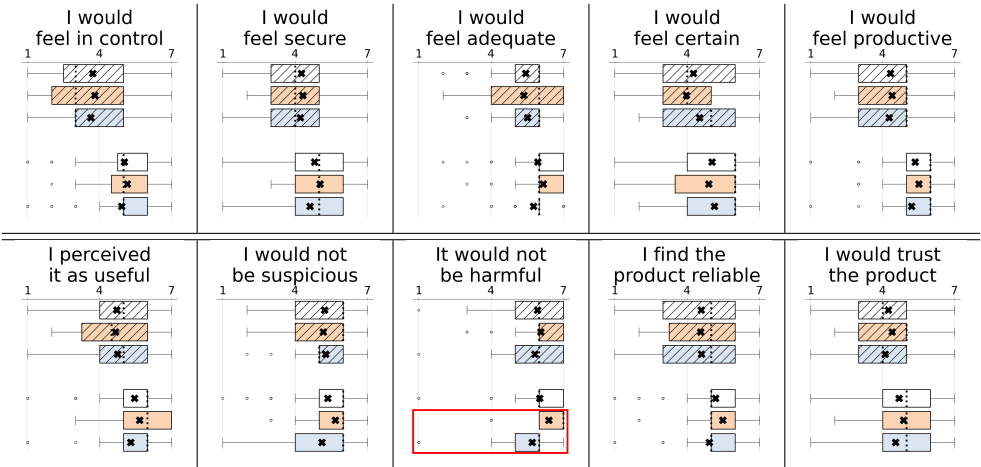 I would
feel in control
1 4 7
I would
feel secure
1 4 7
I would
feel adequate
1 4 7
I would
feel certain
1 4 7
I would
feel productive
1 4 7
I perceived
it as useful
1 4 7
I would not
be suspicious
1 4 7
It would not
be harmful
1 4 7
I find the
product reliable
1 4 7
I would trust
the product
1 4 7